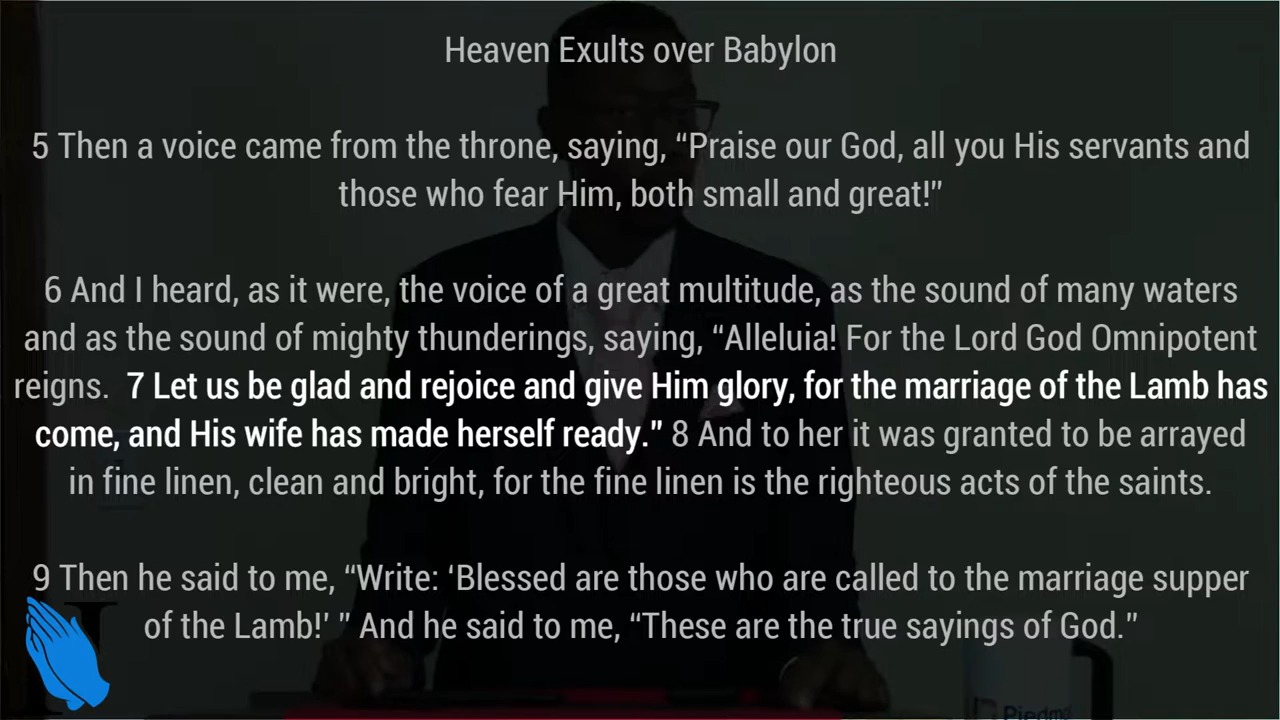 Heaven Exults over Babylon
5 Then a voice came from the throne, saying, “Praise our God, all you His servants and
those who fear Him, both small and great!”
6 And I heard, as it were, the voice of a great multitude, as the sound of many waters
and as the sound of mighty thunderings, saying, “Alleluia! For the Lord God Omnipotent
reigns. 7 Let us be glad and rejoice and give Him glory, for the marriage of the Lamb has
come, and His wife has made herself ready.” 8 And to her it was granted to be arrayed
in fine linen, clean and bright, for the fine linen is the righteous acts of the saints.
9 Then he said to me, “Write: ‘Blessed are those who are called to the marriage supper
of the Lamb!’ ” And he said to me, “These are the true sayings of God.”